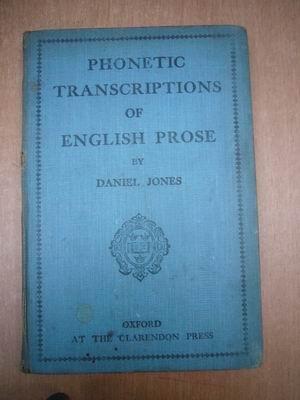 PHONETIC
TRANSCRIPTIONS
OF
ENGLISH PROSE
BY
DANIEL JONES
OXFORD
AT THE CLARENDON PRESS